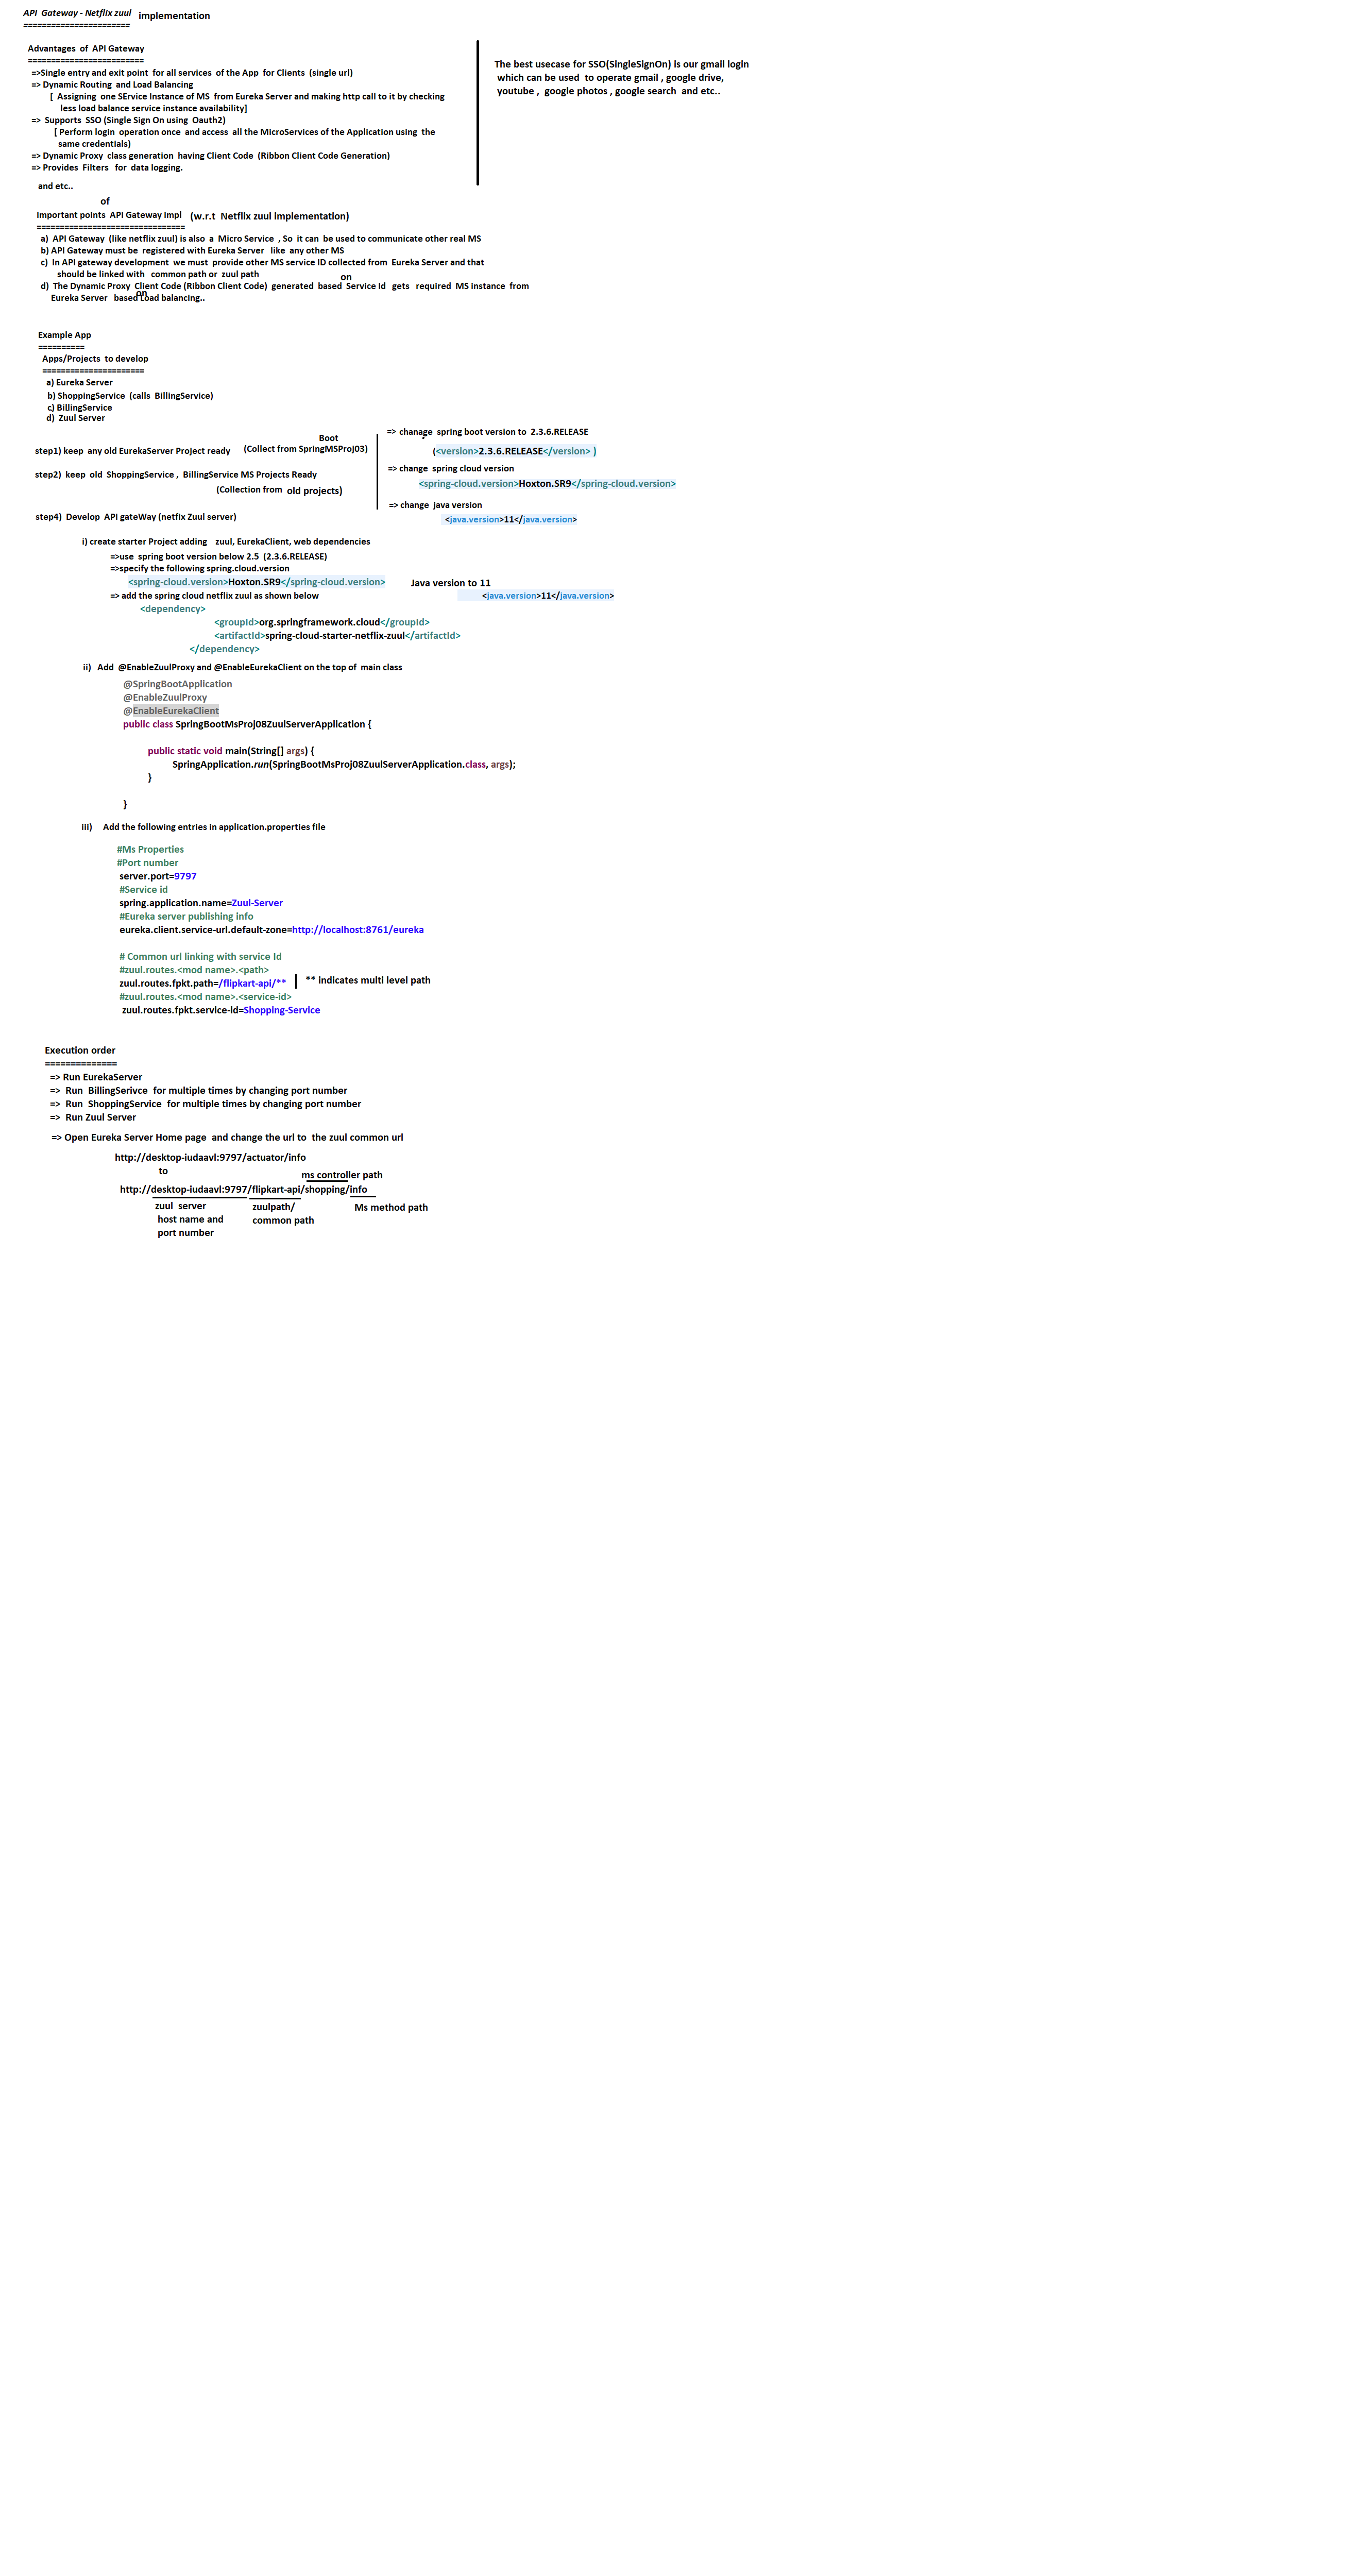 API  Gateway - Netflix zuul   implementation
=======================
Advantages  of  API Gateway
=========================
=>Single entry and exit point  for all services  of the App  for Clients  (single url)
=> Dynamic Routing  and Load Balancing
[  Assigning  one SErvice Instance of MS  from Eureka Server and making http call to it by checking
less load balance service instance availability]
=>  Supports  SSO (Single Sign On using  Oauth2)
[ Perform login  operation once  and access  all the MicroServices of the Application using  the
same credentials)
=> Dynamic Proxy  class generation  having Client Code  (Ribbon Client Code Generation)
=> Provides  Filters   for  data logging.
and etc..
The best usecase for SSO(SingleSignOn) is our gmail login
which can be used  to operate gmail , google drive,
youtube ,  google photos , google search  and etc..
of
Important points  API Gateway impl   (w.r.t  Netflix zuul implementation)
================================
a)  API Gateway  (like netflix zuul) is also  a  Micro Service  , So  it can  be used to communicate other real MS
b) API Gateway must be  registered with Eureka Server   like  any other MS
c)  In API gateway development  we must  provide other MS service ID collected from  Eureka Server and that
should be linked with   common path or  zuul path
on
d)  The Dynamic Proxy  Client Code (Ribbon Client Code)  generated  based  Service Id   gets   required  MS instance  from
on
Eureka Server   based Load balancing..
Example App
==========
Apps/Projects  to develop
======================
a) Eureka Server
b) ShoppingService  (calls  BillingService)
c) BillingService
d)  Zuul Server
Boot
step1) keep  any old EurekaServer Project ready   (Collect from SpringMSProj03)
step2)  keep  old  ShoppingService ,  BillingService MS Projects Ready
(Collection from  old projects)
=> chanage  spring boot version to  2.3.6.RELEASE
(<version>2.3.6.RELEASE</version> )
=> change  spring cloud version
<spring-cloud.version>Hoxton.SR9</spring-cloud.version>
=> change  java version
<java.version>11</java.version>
step4)  Develop  API gateWay (netfix Zuul server)
i) create starter Project adding    zuul, EurekaClient, web dependencies
=>use  spring boot version below 2.5  (2.3.6.RELEASE)
=>specify the following spring.cloud.version
<spring-cloud.version>Hoxton.SR9</spring-cloud.version>   Java version to 11
=> add the spring cloud netflix zuul as shown below   <java.version>11</java.version>
<dependency>
<groupId>org.springframework.cloud</groupId>
<artifactId>spring-cloud-starter-netflix-zuul</artifactId>
</dependency>
ii)   Add  @EnableZuulProxy and @EnableEurekaClient on the top of  main class
@SpringBootApplication
@EnableZuulProxy
@EnableEurekaClient
public class SpringBootMsProj08ZuulServerApplication {
public static void main(String[] args) {
SpringApplication.run(SpringBootMsProj08ZuulServerApplication.class, args);
}
}
iii)     Add the following entries in application.properties file
#Ms Properties
#Port number
server.port=9797
#Service id
spring.application.name=Zuul-Server
#Eureka server publishing info
eureka.client.service-url.default-zone=http://localhost:8761/eureka
# Common url linking with service Id
#zuul.routes.<mod name>.<path>
zuul.routes.fpkt.path=/flipkart-api/**   ** indicates multi level path
#zuul.routes.<mod name>.<service-id>
zuul.routes.fpkt.service-id=Shopping-Service
Execution order
==============
=> Run EurekaServer
=>  Run  BillingSerivce  for multiple times by changing port number
=>  Run  ShoppingService  for multiple times by changing port number
=>  Run Zuul Server
=> Open Eureka Server Home page  and change the url to  the zuul common url
http://desktop-iudaavl:9797/actuator/info
to
ms controller path
http://desktop-iudaavl:9797/flipkart-api/shopping/info
zuul  server   zuulpath/   Ms method path
host name and   common path
port number